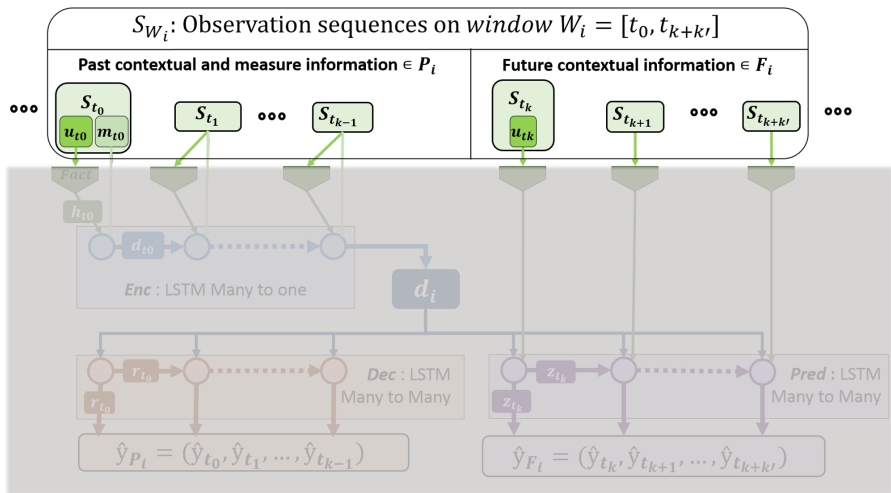 S_{W_i}: Observation sequences on window W_i = [t_0, t_{k+k'}]
Past contextual and measure information ∈ P_i
Future contextual information ∈ F_i
S_{t_0}
u_{t0} m_{t0}
S_{t_1}
S_{t_{k-1}}
S_{t_k}
u_{tk}
S_{t_{k+1}}
S_{t_{k+k'}}
Fact
h_{t0}
d_{t0}
Enc : LSTM Many to one
d_i
r_{t_0}
r_{t_0}
Dec : LSTM
Many to Many
z_{t_k}
z_{t_k}
Pred : LSTM
Many to Many
ŷ_{P_i} = (ŷ_{t_0}, ŷ_{t_1}, ..., ŷ_{t_{k-1}})
ŷ_{F_i} = (ŷ_{t_k}, ŷ_{t_{k+1}}, ..., ŷ_{t_{k+k'}})